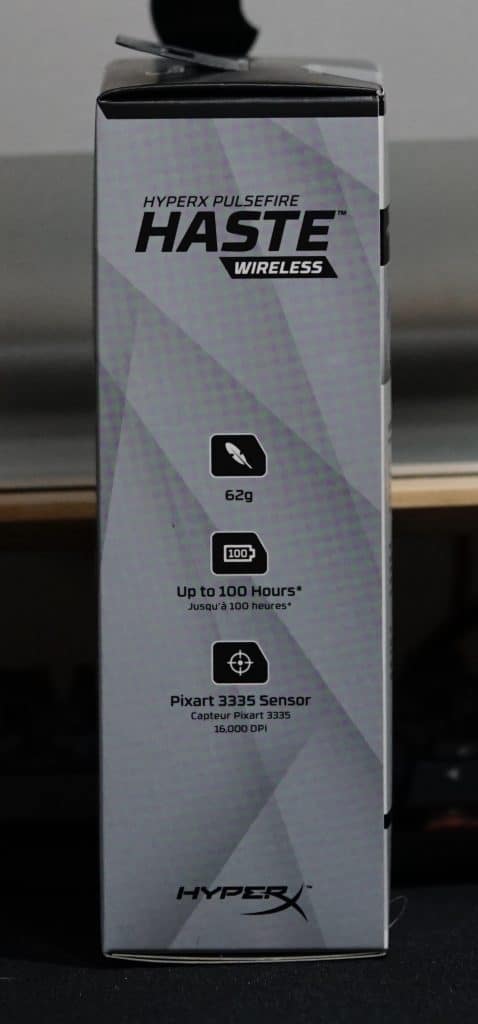 HYPERX PULSEFIRE
HASTE™
WIRELESS
62g
100
Up to 100 Hours*
Jusqu'à 100 heures*
Pixart 3335 Sensor
Capteur Pixart 3335
16,000 DPI
HYPERX™